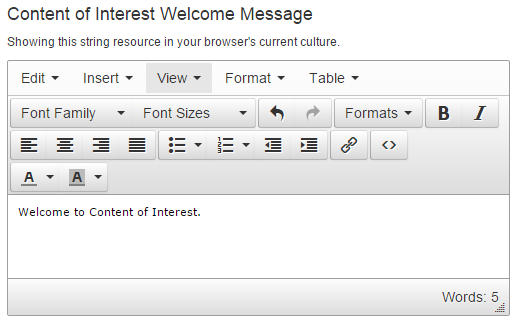 Content of Interest Welcome Message
Showing this string resource in your browser's current culture.
Edit Insert View Format Table
Font Family Font Sizes Formats B I
A A
Welcome to Content of Interest.
Words: 5